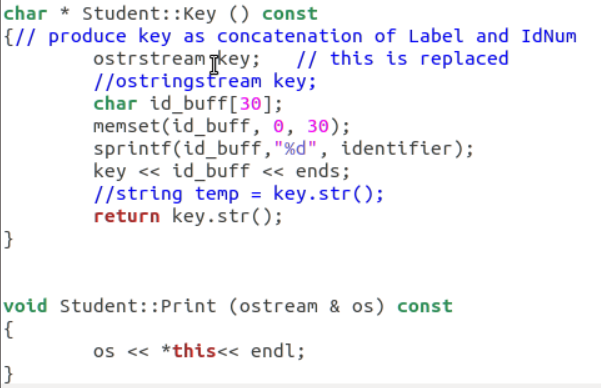 char * Student::Key () const
{// produce key as concatenation of Label and IdNum
ostrstream key;   // this is replaced
//ostringstream key;
char id_buff[30];
memset(id_buff, 0, 30);
sprintf(id_buff,"%d", identifier);
key << id_buff << ends;
//string temp = key.str();
return key.str();
}
void Student::Print (ostream & os) const
{
os << *this<< endl;
}